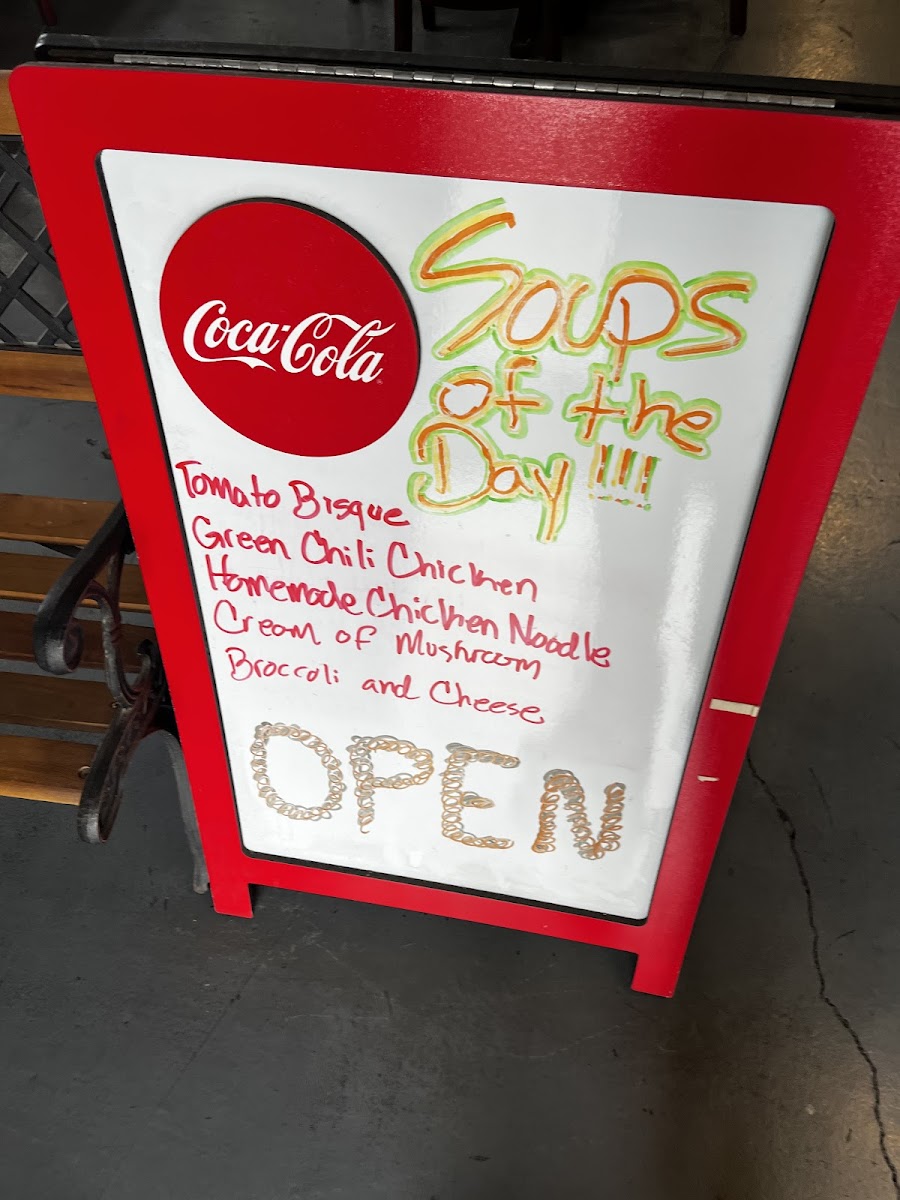 Coca-Cola
Soups
of the
Day!!!
Tomato Bisque
Green Chili Chicken
Homemade Chicken Noodle
Cream of Mushroom
Broccoli and Cheese
OPEN